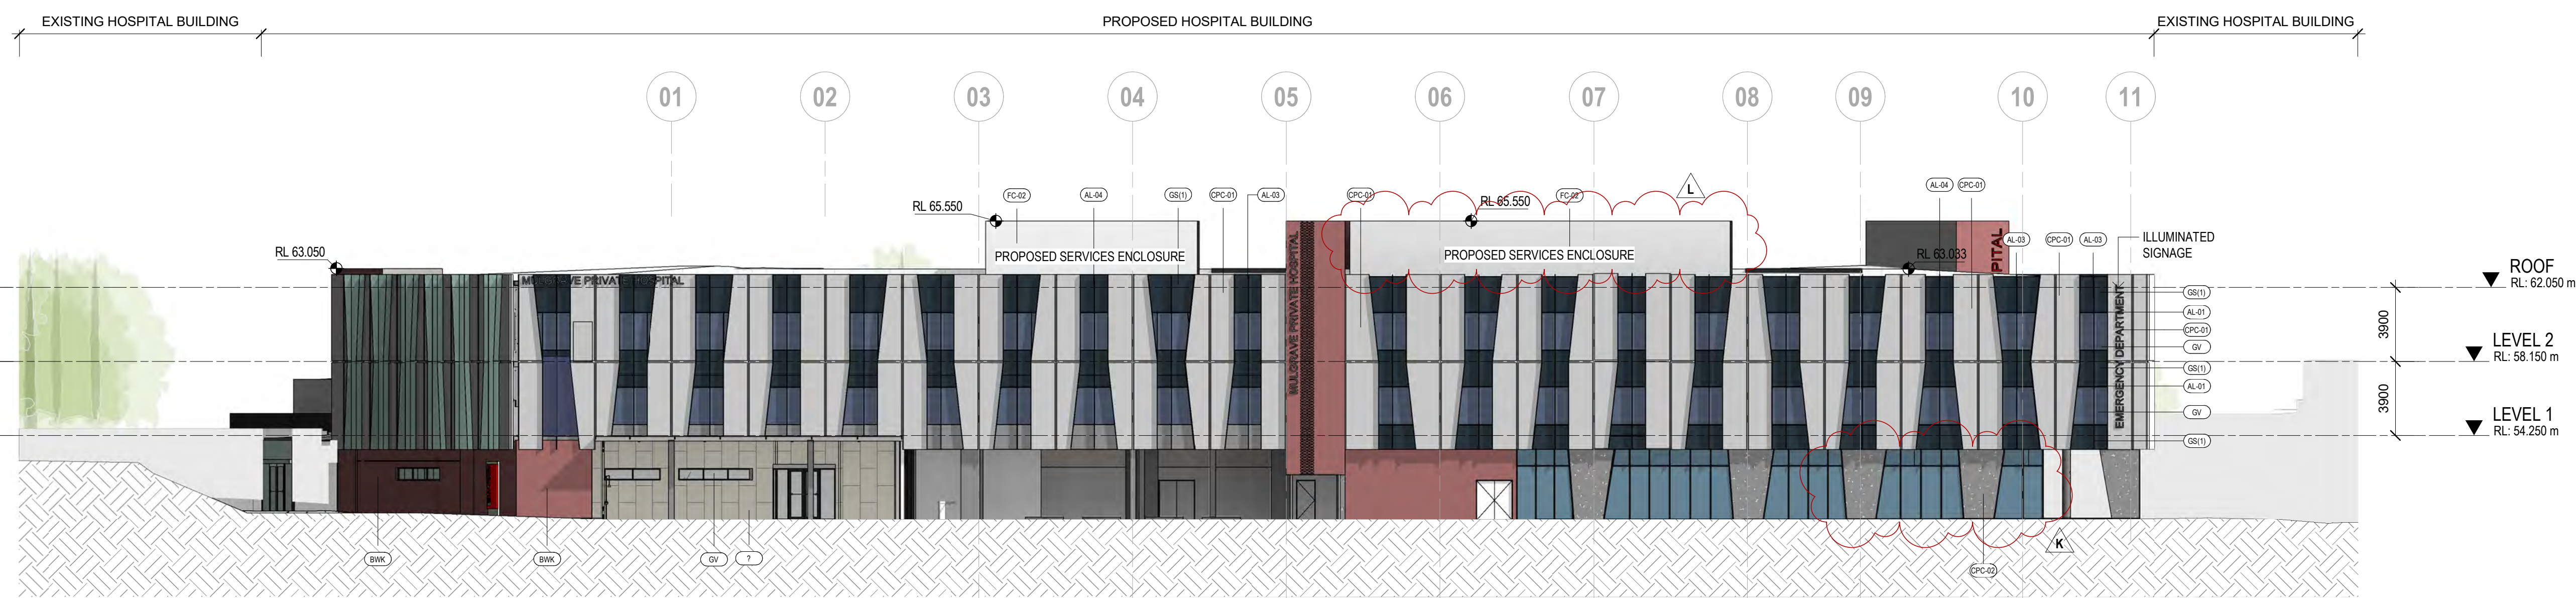 EXISTING HOSPITAL BUILDING
PROPOSED HOSPITAL BUILDING
EXISTING HOSPITAL BUILDING
01
02
03
04
05
06
07
08
09
10
11
RL 63.050
RL 65.550
FC-02
AL-04
GS(1)
CPC-01
AL-03
CPC-01
RL 65.550
FC-02
L
AL-04
CPC-01
RL 63.033
PITAL
AL-03
CPC-01
AL-03
ILLUMINATED
SIGNAGE
PROPOSED SERVICES ENCLOSURE
PROPOSED SERVICES ENCLOSURE
MULGRAVE PRIVATE HOSPITAL
MULGRAVE PRIVATE HOSPITAL
EMERGENCY DEPARTMENT
GS(1)
AL-01
CPC-01
GV
GS(1)
AL-01
GV
GS(1)
3900
3900
ROOF
RL: 62.050 m
LEVEL 2
RL: 58.150 m
LEVEL 1
RL: 54.250 m
BWK
BWK
GV
?
CPC-02
K